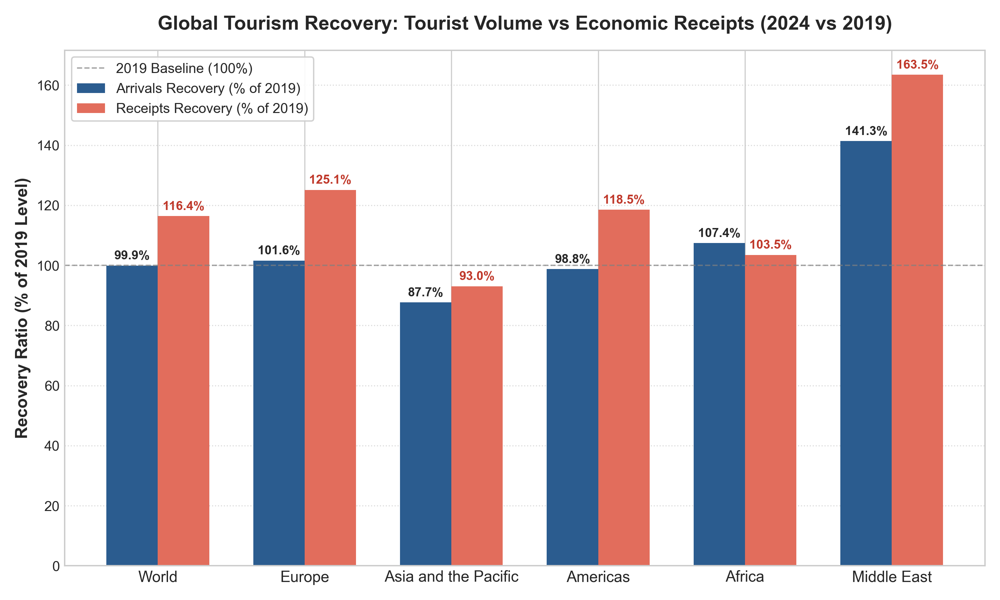 Global Tourism Recovery: Tourist Volume vs Economic Receipts (2024 vs 2019)
2019 Baseline (100%)
Arrivals Recovery (% of 2019)
Receipts Recovery (% of 2019)
Recovery Ratio (% of 2019 Level)
160
140
120
100
80
60
40
20
0
99.9%
116.4%
101.6%
125.1%
87.7%
93.0%
98.8%
118.5%
107.4%
103.5%
141.3%
163.5%
World
Europe
Asia and the Pacific
Americas
Africa
Middle East